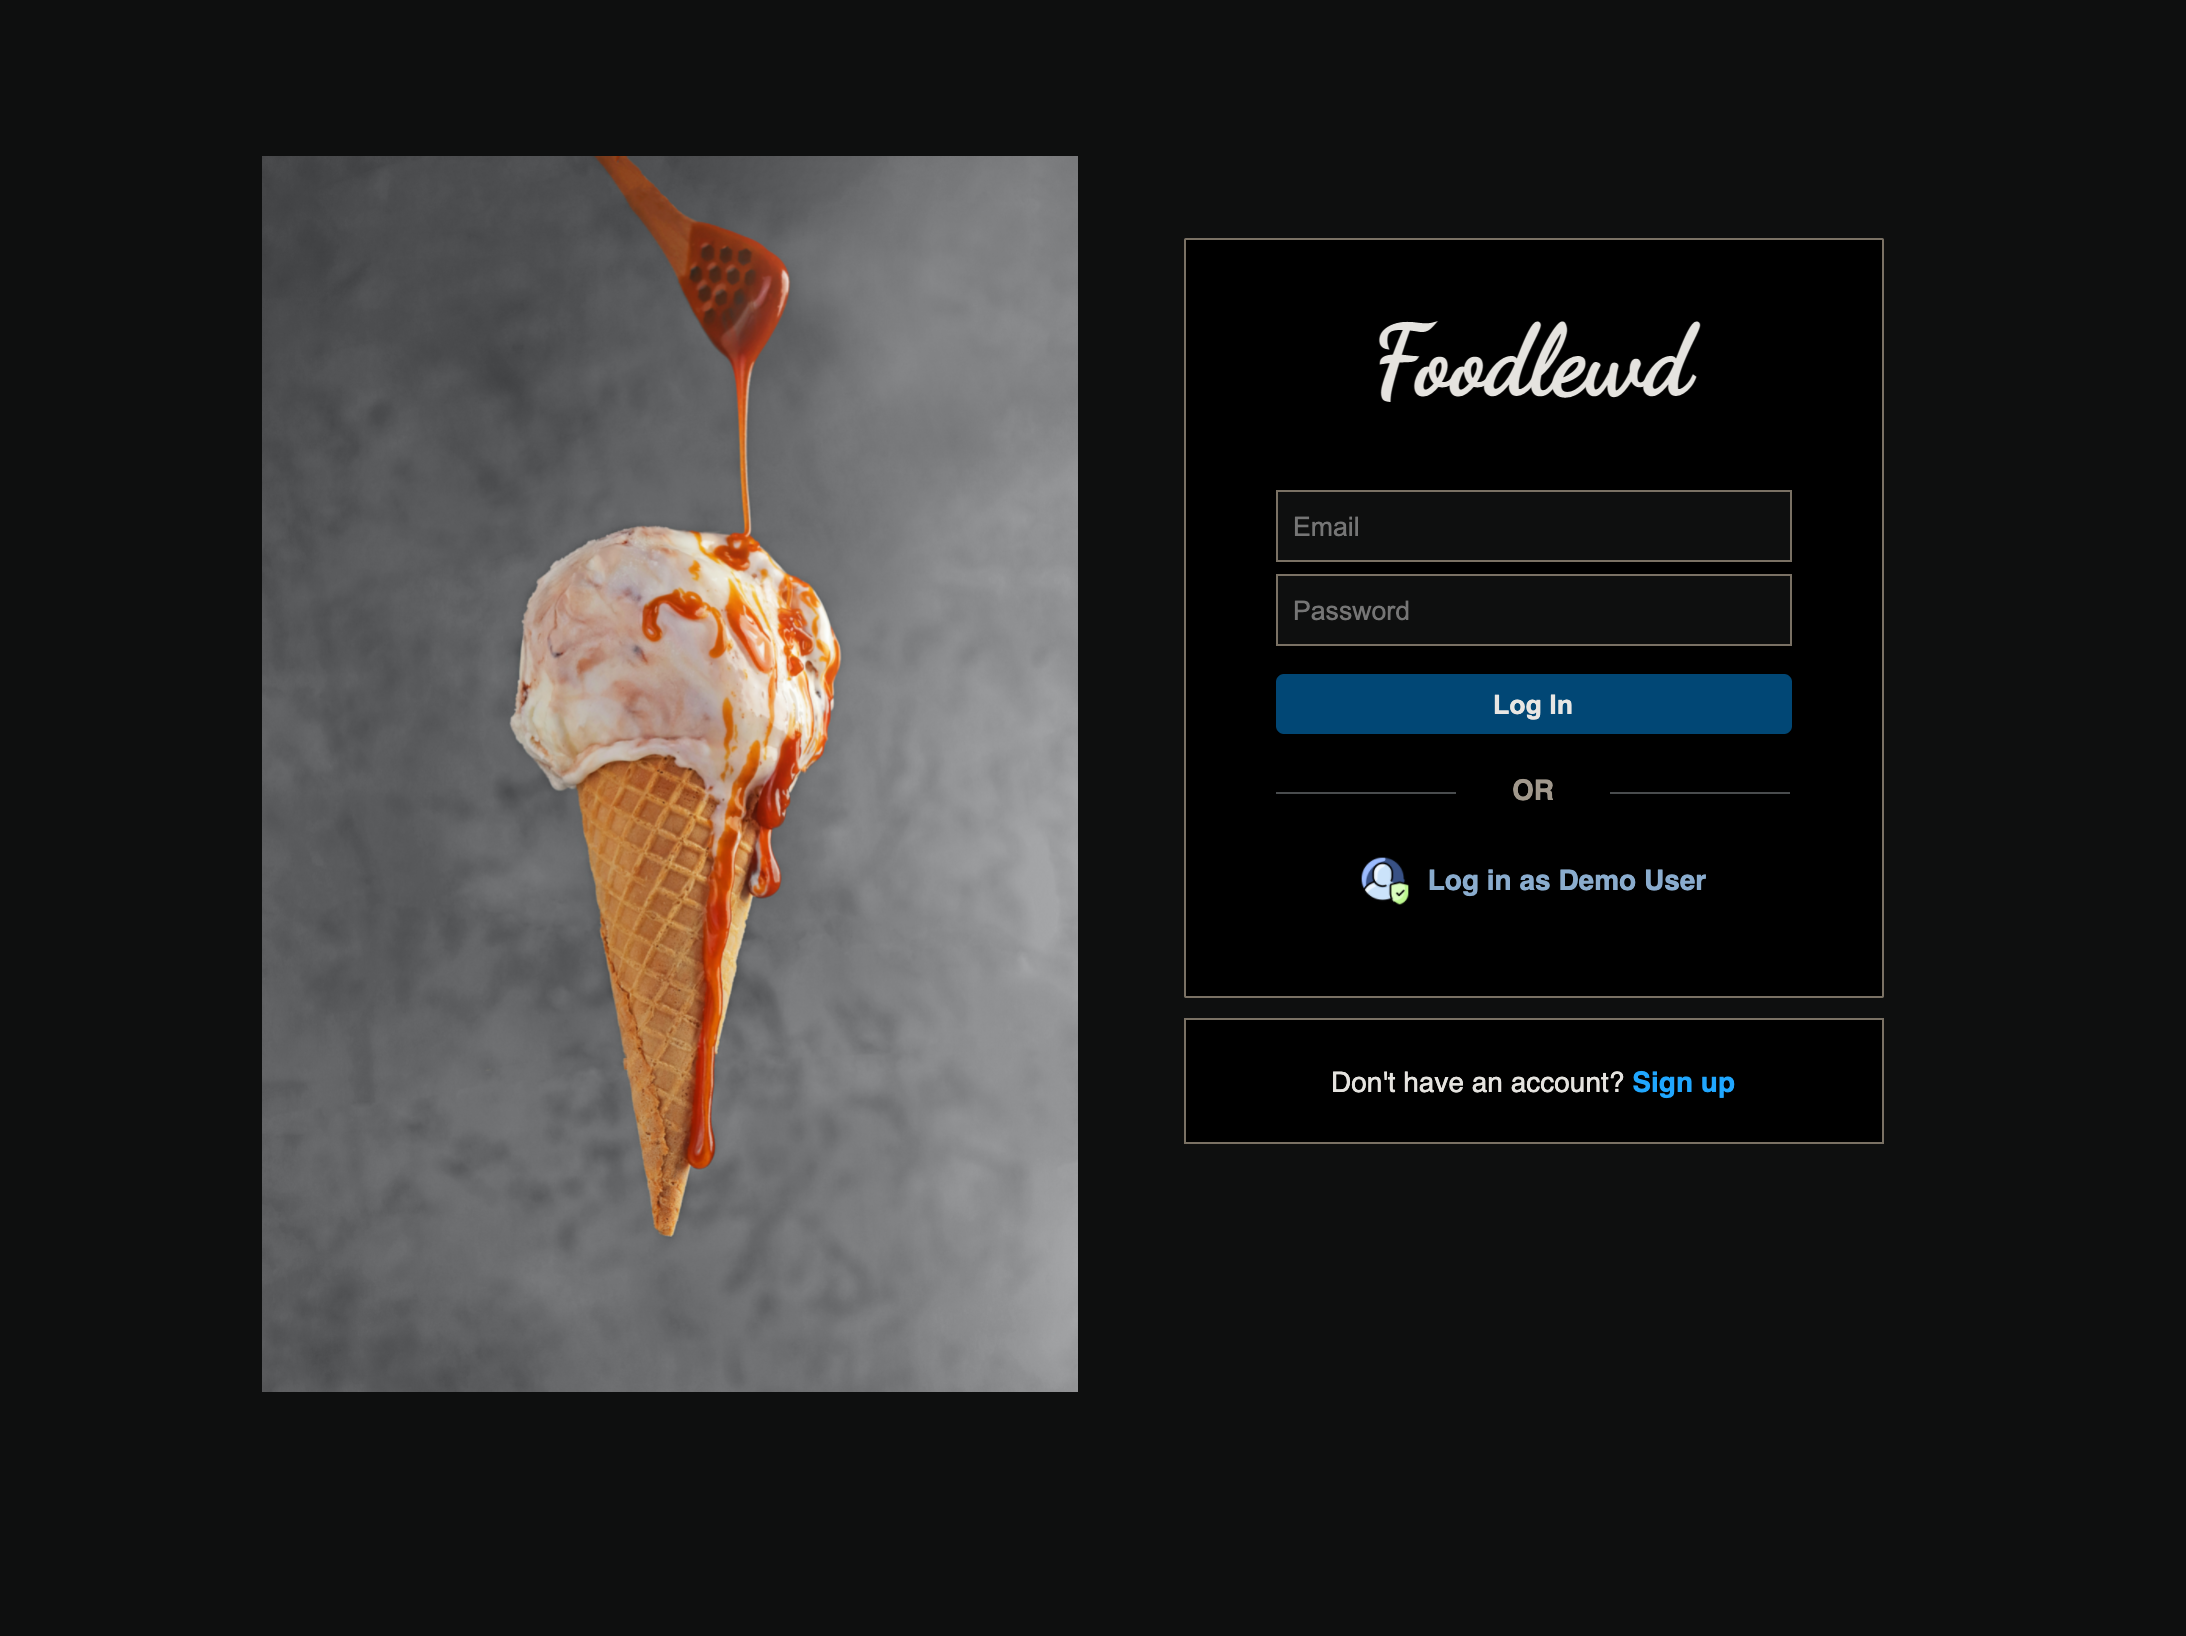 Foodlewd
Email
Password
Log In
OR
Log in as Demo User
Don't have an account? Sign up